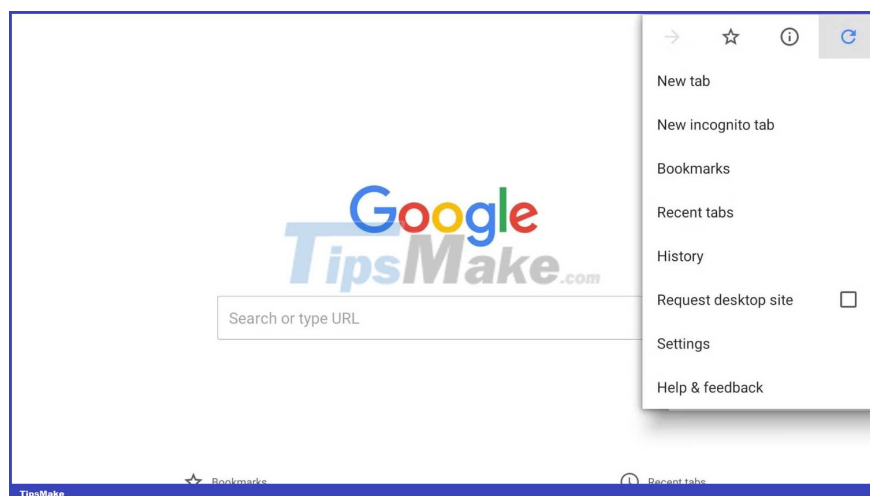 New tab
New incognito tab
Bookmarks
Recent tabs
History
Request desktop site
Settings
Help & feedback
Google
TipsMake.com
Search or type URL
Bookmarks
Recent tabs
TipsMake